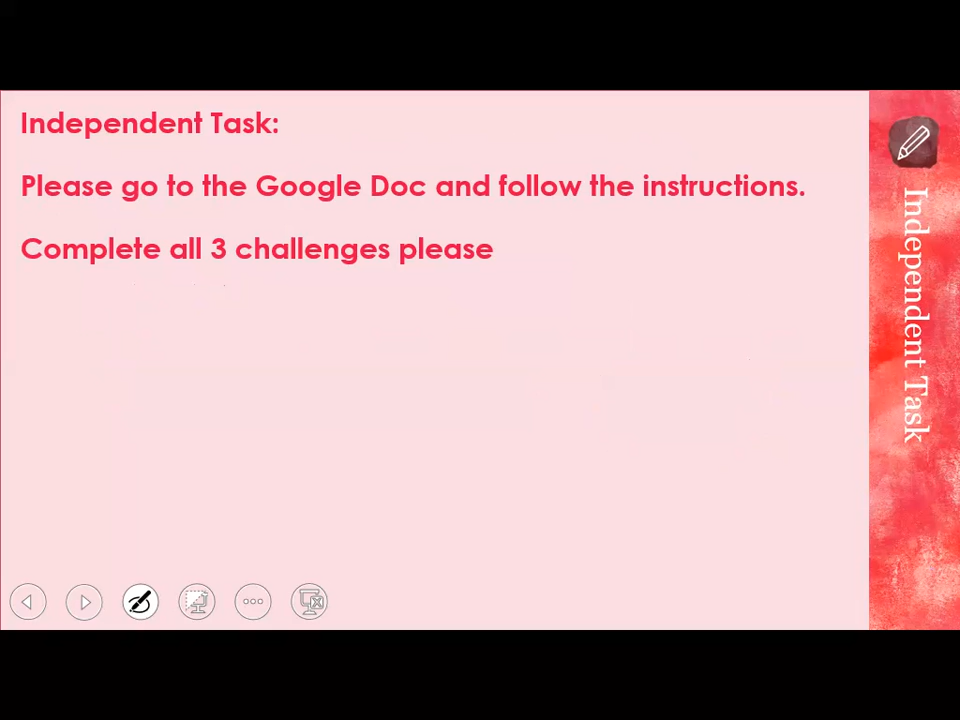 Independent Task:
Please go to the Google Doc and follow the instructions.
Complete all 3 challenges please
Independent Task